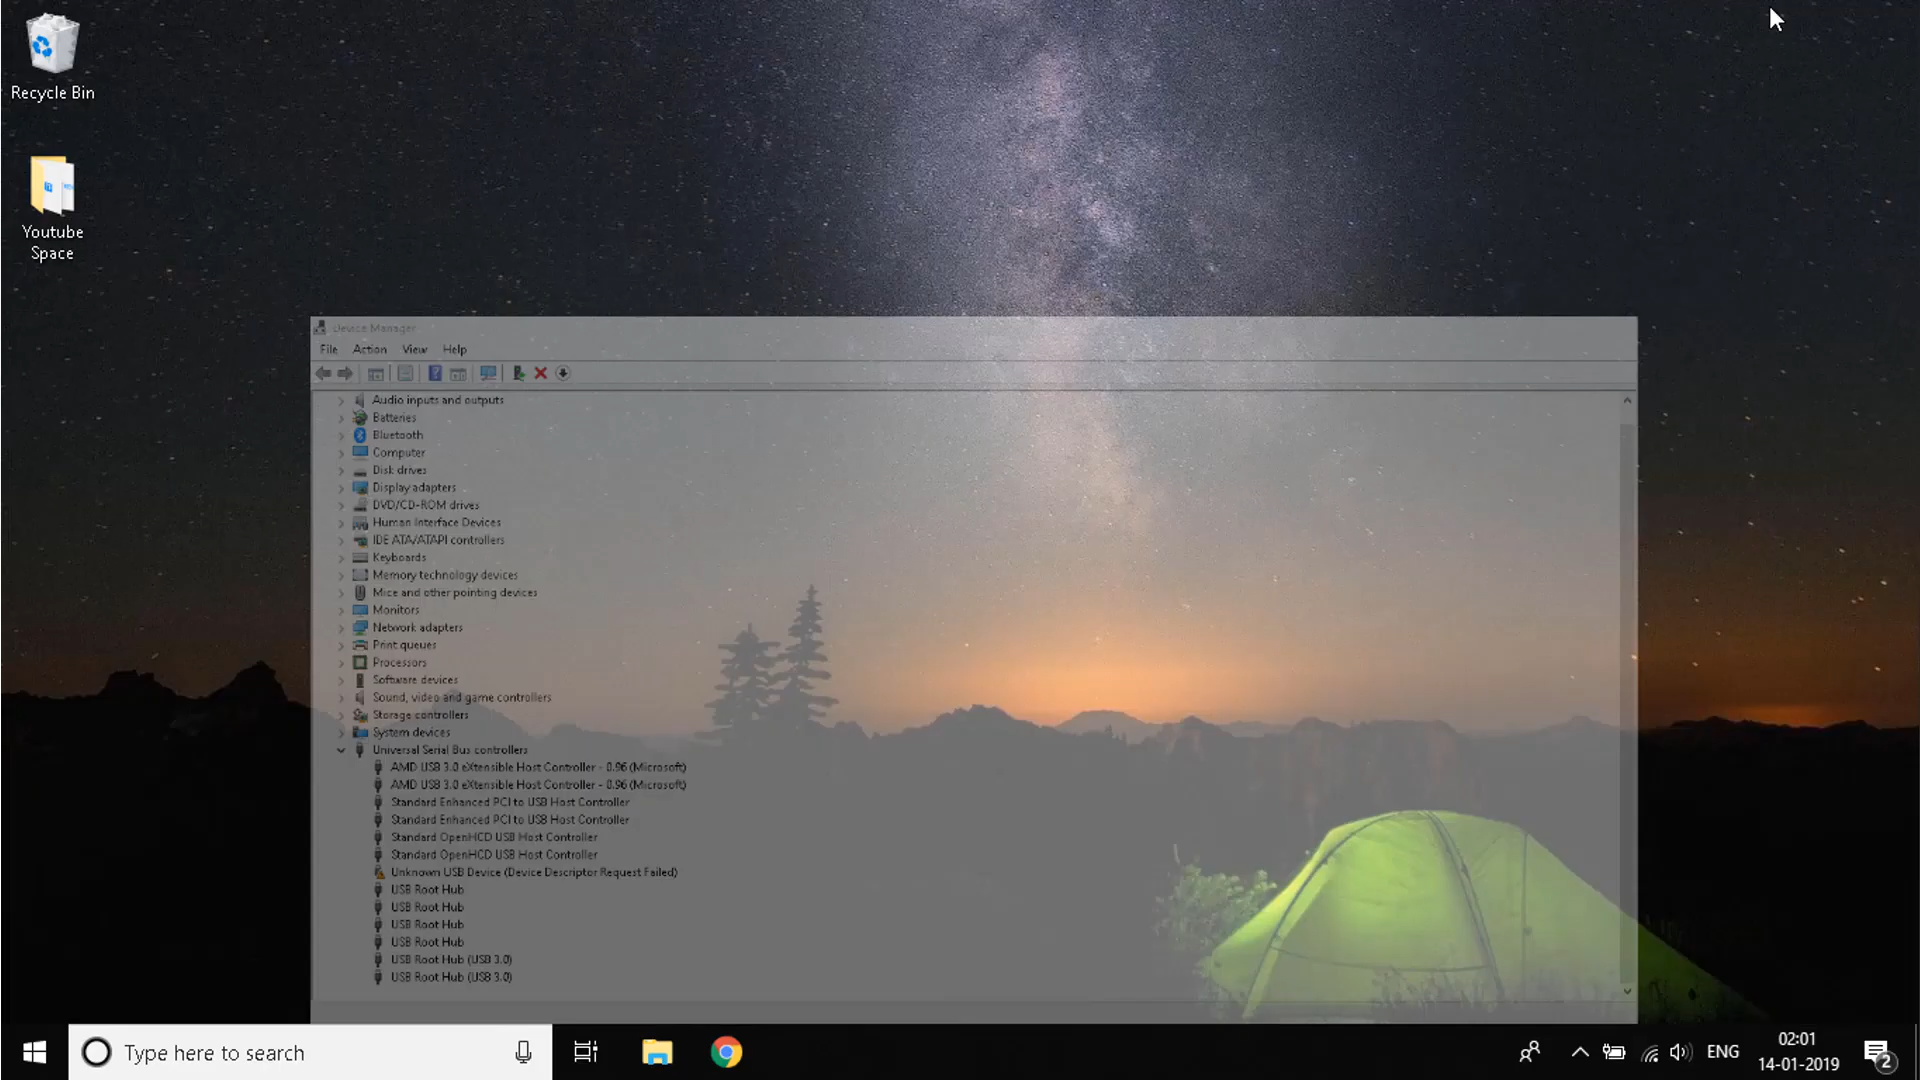 Recycle Bin
Youtube
Space
Device Manager
File Action View Help
Audio inputs and outputs
Batteries
Bluetooth
Computer
Disk drives
Display adapters
DVD/CD-ROM drives
Human Interface Devices
IDE ATA/ATAPI controllers
Keyboards
Memory technology devices
Mice and other pointing devices
Monitors
Network adapters
Print queues
Processors
Software devices
Sound, video and game controllers
Storage controllers
System devices
Universal Serial Bus controllers
AMD USB 3.0 eXtensible Host Controller - 0.96 (Microsoft)
AMD USB 3.0 eXtensible Host Controller - 0.96 (Microsoft)
Standard Enhanced PCI to USB Host Controller
Standard Enhanced PCI to USB Host Controller
Standard OpenHCD USB Host Controller
Standard OpenHCD USB Host Controller
Unknown USB Device (Device Descriptor Request Failed)
USB Root Hub
USB Root Hub
USB Root Hub
USB Root Hub
USB Root Hub (USB 3.0)
USB Root Hub (USB 3.0)
Type here to search
ENG
02:01
14-01-2019
2